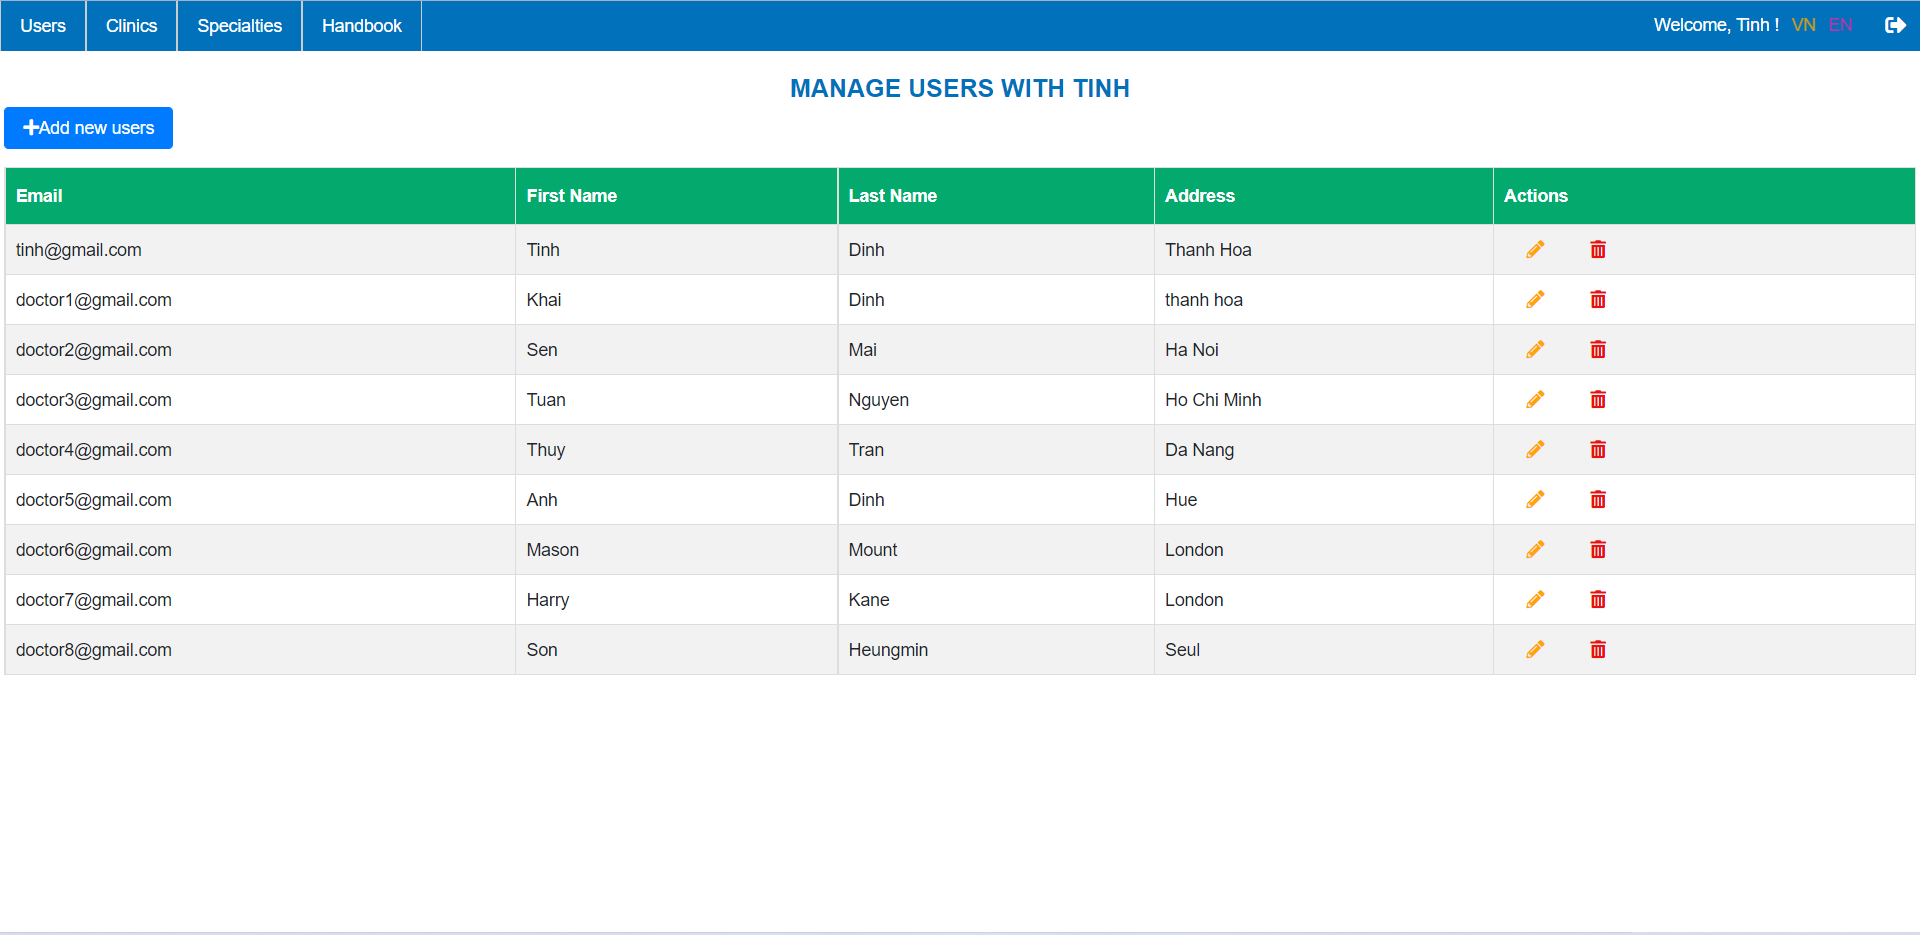 Users Clinics Specialties Handbook Welcome, Tinh ! VN EN
MANAGE USERS WITH TINH
Add new users
Email First Name Last Name Address Actions
tinh@gmail.com Tinh Dinh Thanh Hoa
doctor1@gmail.com Khai Dinh thanh hoa
doctor2@gmail.com Sen Mai Ha Noi
doctor3@gmail.com Tuan Nguyen Ho Chi Minh
doctor4@gmail.com Thuy Tran Da Nang
doctor5@gmail.com Anh Dinh Hue
doctor6@gmail.com Mason Mount London
doctor7@gmail.com Harry Kane London
doctor8@gmail.com Son Heungmin Seul